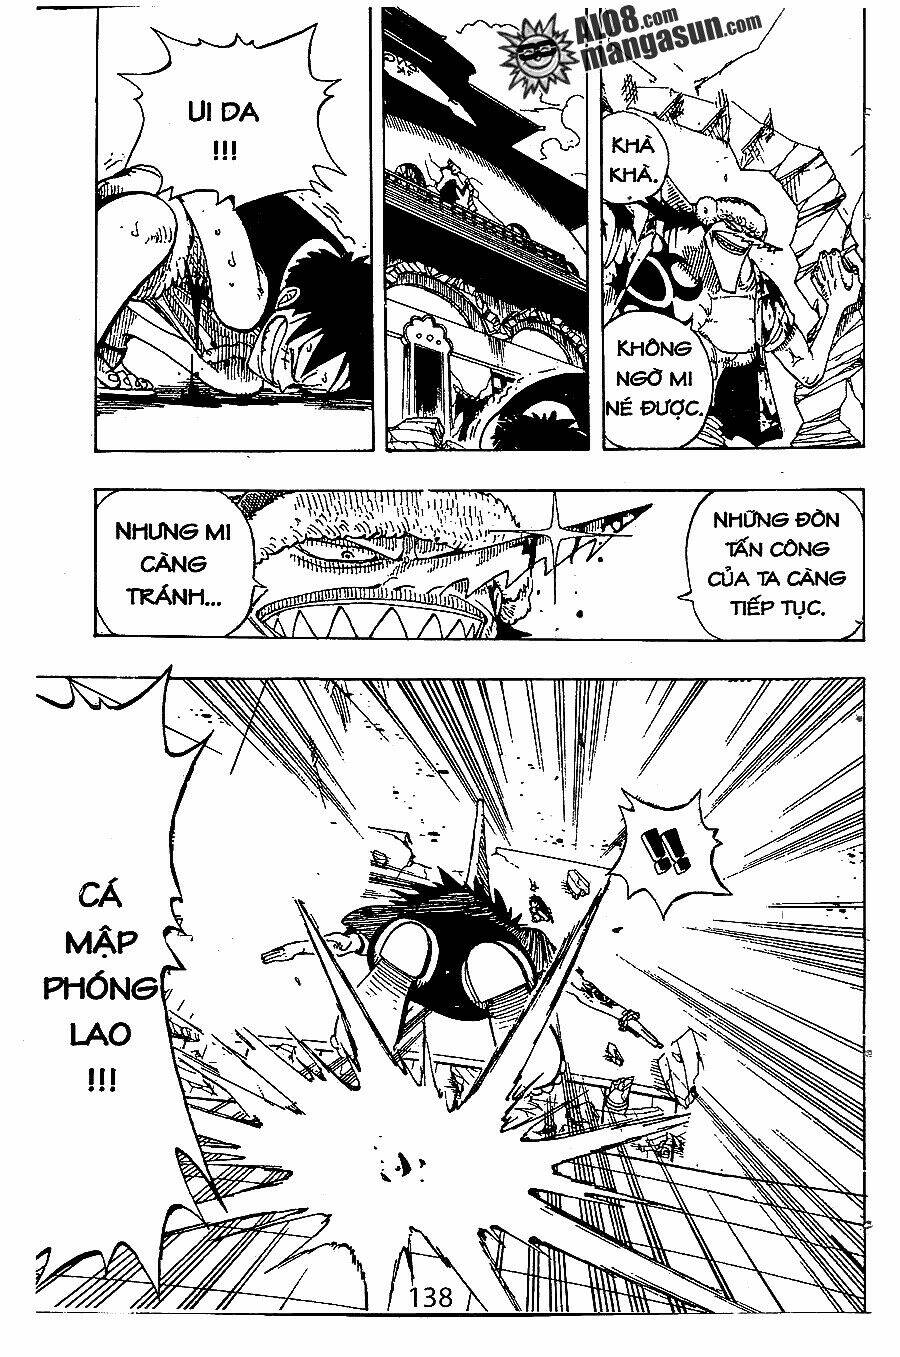 AL08.com
mangasun.com
UI DA
!!!
KHÀ
KHÀ.
KHÔNG
NGỜ MI
NÉ ĐƯỢC.
NHƯNG MI
CÀNG
TRÁNH...
NHỮNG ĐÒN
TẤN CÔNG
CỦA TA CÀNG
TIẾP TỤC.
!!
CÁ
MẬP
PHÓNG
LAO
!!!
138